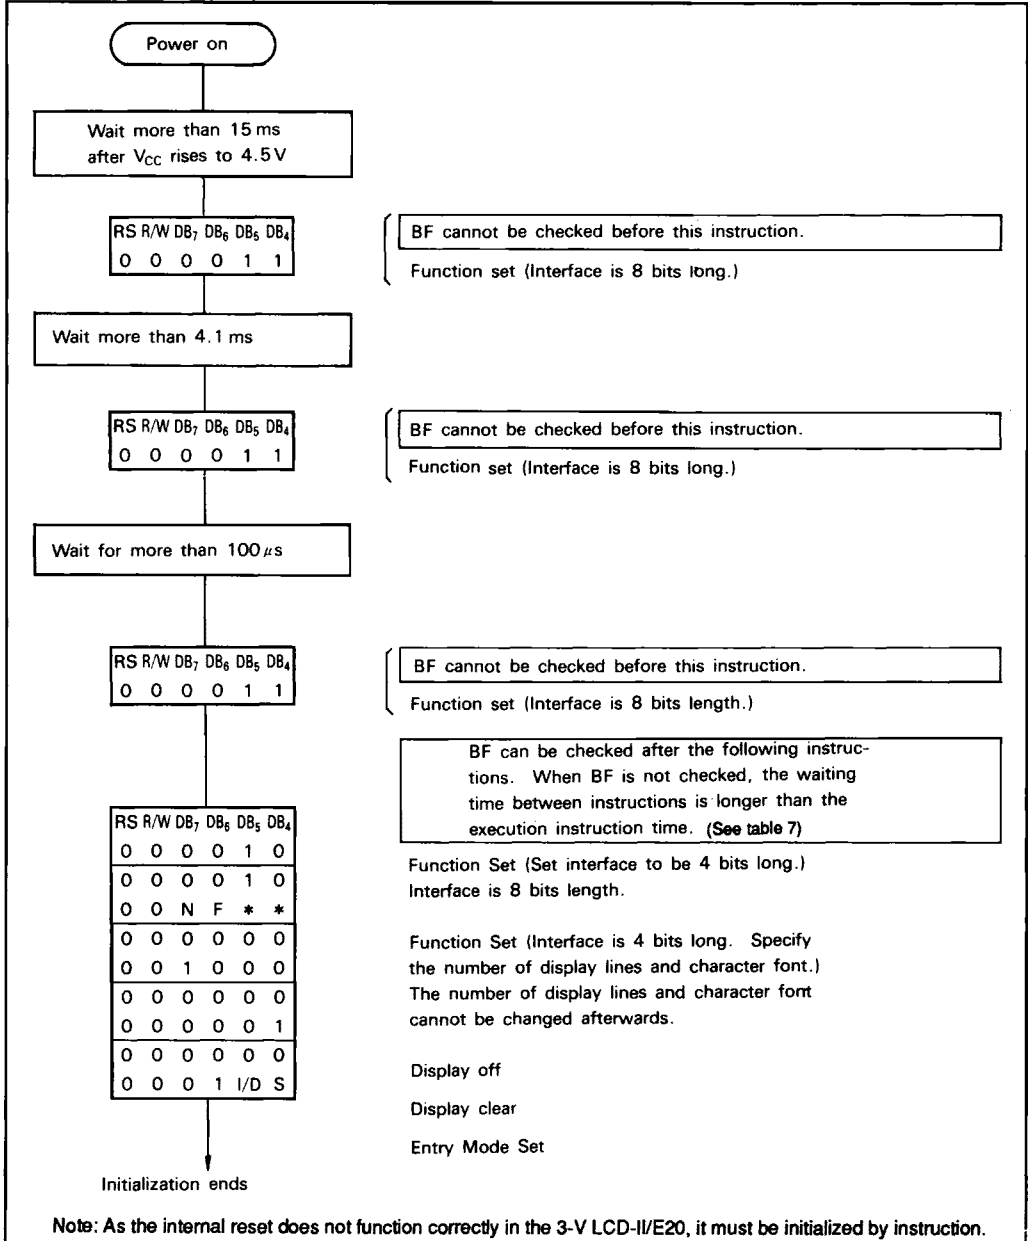 Power on
Wait more than 15 ms
after VCC rises to 4.5 V
RS R/W DB7 DB6 DB5 DB4
0 0 0 0 1 1
BF cannot be checked before this instruction.
Function set (Interface is 8 bits long.)
Wait more than 4.1 ms
RS R/W DB7 DB6 DB5 DB4
0 0 0 0 1 1
BF cannot be checked before this instruction.
Function set (Interface is 8 bits long.)
Wait for more than 100 μs
RS R/W DB7 DB6 DB5 DB4
0 0 0 0 1 1
BF cannot be checked before this instruction.
Function set (Interface is 8 bits length.)
BF can be checked after the following instruc-
tions. When BF is not checked, the waiting
time between instructions is longer than the
execution instruction time. (See table 7)
RS R/W DB7 DB6 DB5 DB4
0 0 0 0 1 0
0 0 0 0 1 0
0 0 N F * *
0 0 0 0 0 0
0 0 1 0 0 0
0 0 0 0 0 0
0 0 0 0 0 1
0 0 0 0 0 0
0 0 0 1 I/D S
Function Set (Set interface to be 4 bits long.)
Interface is 8 bits length.
Function Set (Interface is 4 bits long. Specify
the number of display lines and character font.)
The number of display lines and character font
cannot be changed afterwards.
Display off
Display clear
Entry Mode Set
Initialization ends
Note: As the internal reset does not function correctly in the 3-V LCD-II/E20, it must be initialized by instruction.